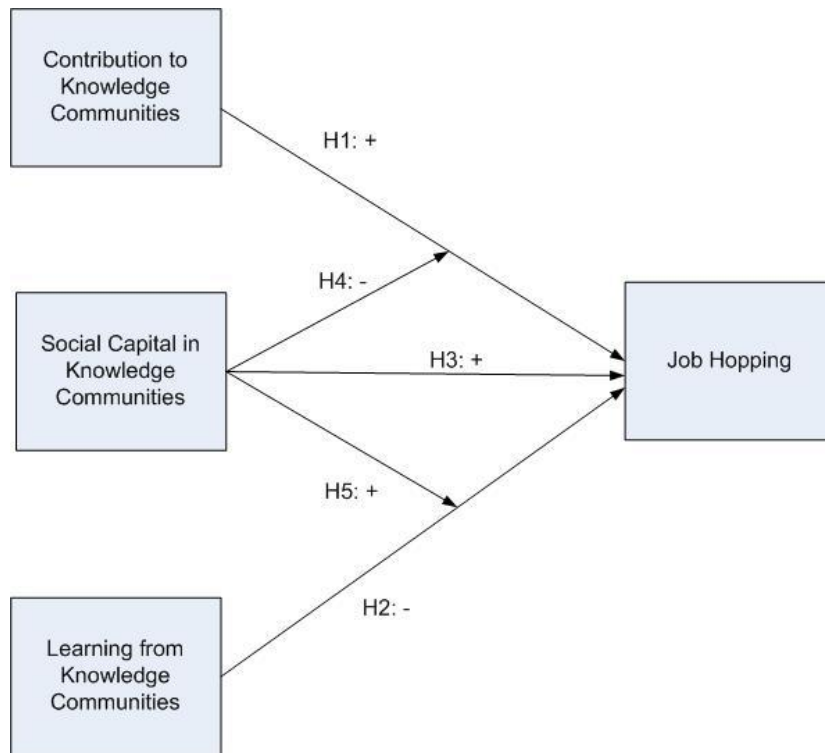 Contribution to
Knowledge
Communities
H1: +
H4: -
Social Capital in
Knowledge
Communities
H3: +
Job Hopping
H5: +
H2: -
Learning from
Knowledge
Communities